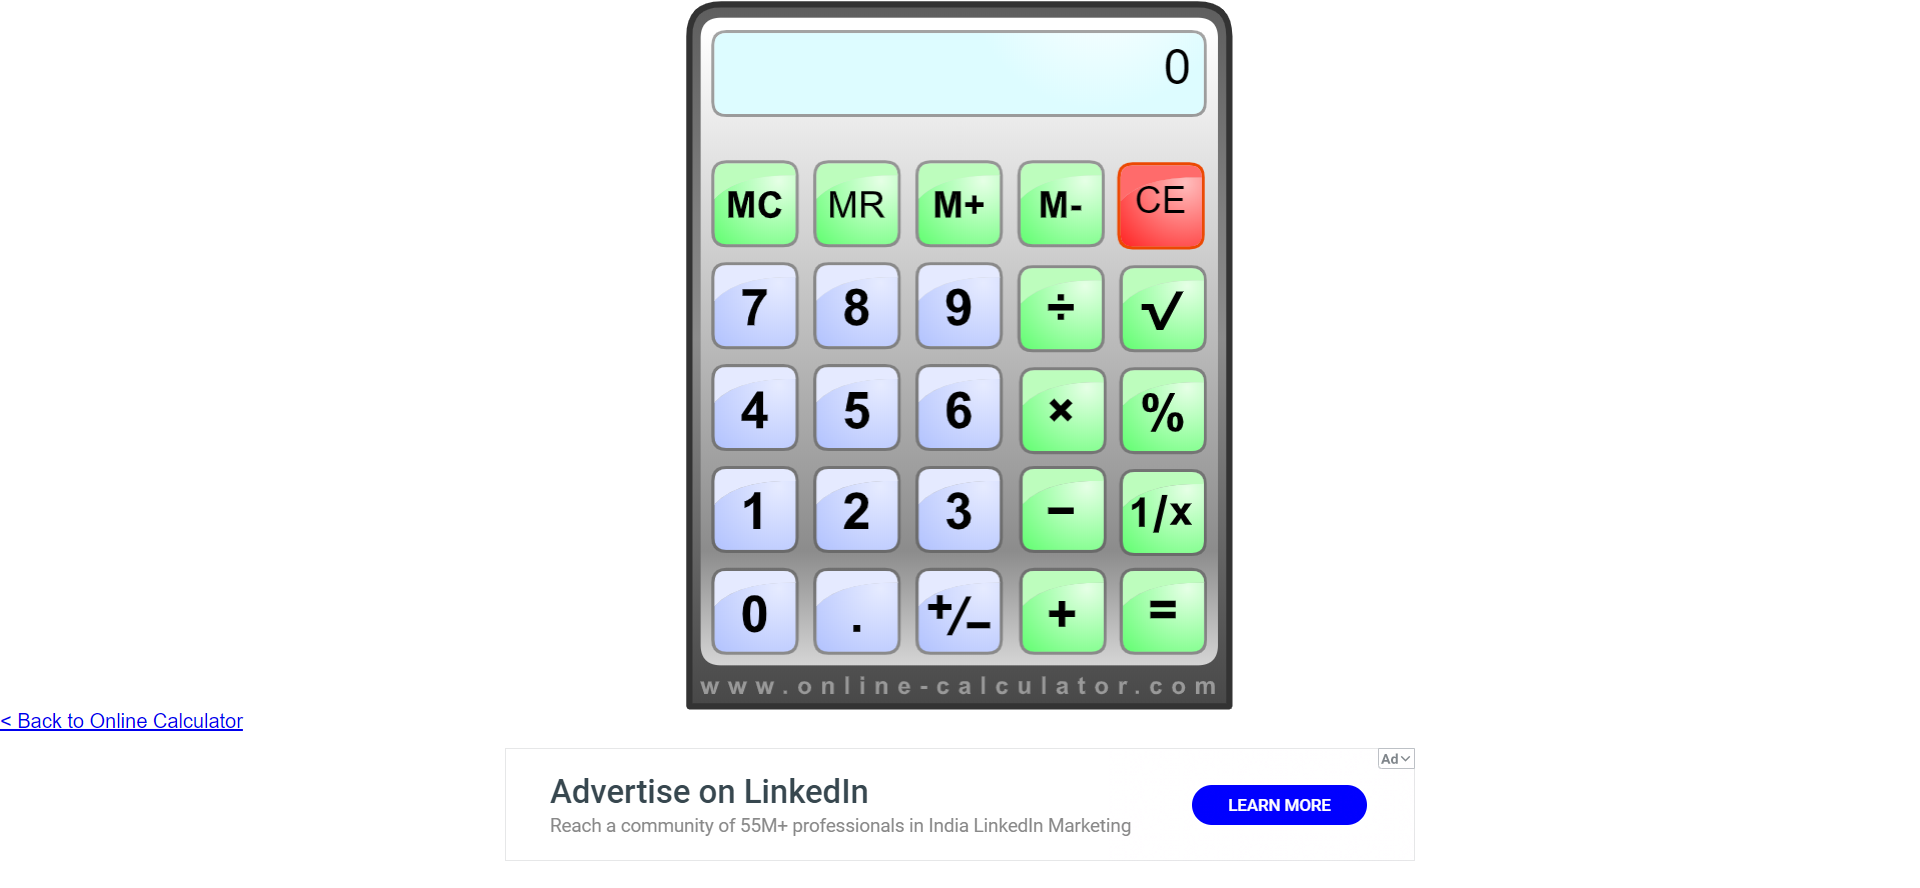 0
MC MR M+ M- CE
7 8 9 ÷ √
4 5 6 × %
1 2 3 − 1/x
0 . +/− + =
www.online-calculator.com
< Back to Online Calculator
Ad
Advertise on LinkedIn
Reach a community of 55M+ professionals in India LinkedIn Marketing
LEARN MORE